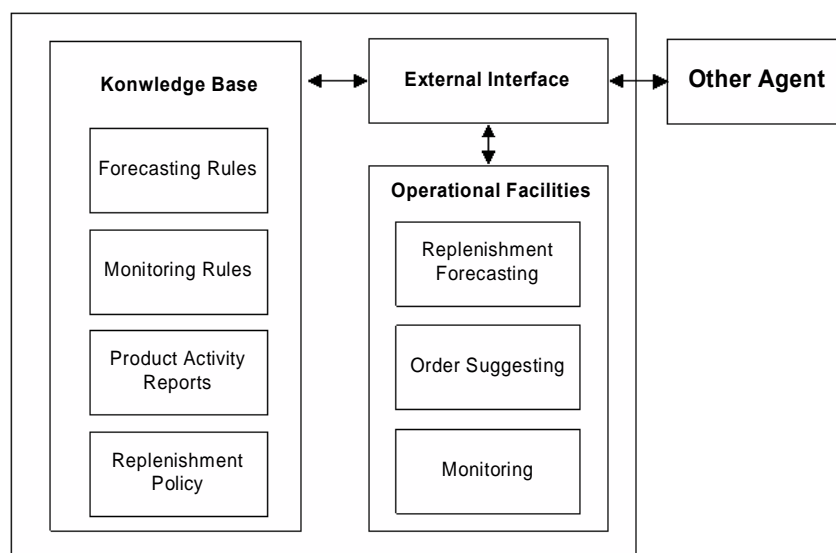 Konwledge Base
Forecasting Rules
Monitoring Rules
Product Activity
Reports
Replenishment
Policy
External Interface
Other Agent
Operational Facilities
Replenishment
Forecasting
Order Suggesting
Monitoring